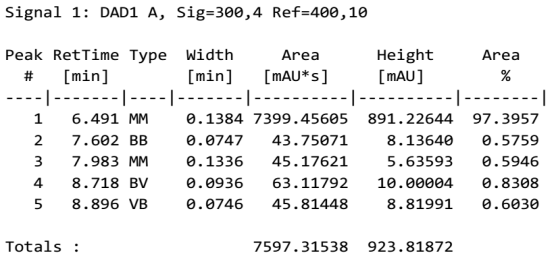 Signal 1: DAD1 A, Sig=300,4 Ref=400,10
Peak RetTime Type  Width     Area      Height     Area
  #   [min]        [min]   [mAU*s]     [mAU]        %
----|-------|----|-------|----------|----------|--------|
   1   6.491 MM    0.1384 7399.45605  891.22644  97.3957
   2   7.602 BB    0.0747   43.75071    8.13640   0.5759
   3   7.983 MM    0.1336   45.17621    5.63593   0.5946
   4   8.718 BV    0.0936   63.11792   10.00004   0.8308
   5   8.896 VB    0.0746   45.81448    8.81991   0.6030
Totals :                  7597.31538  923.81872